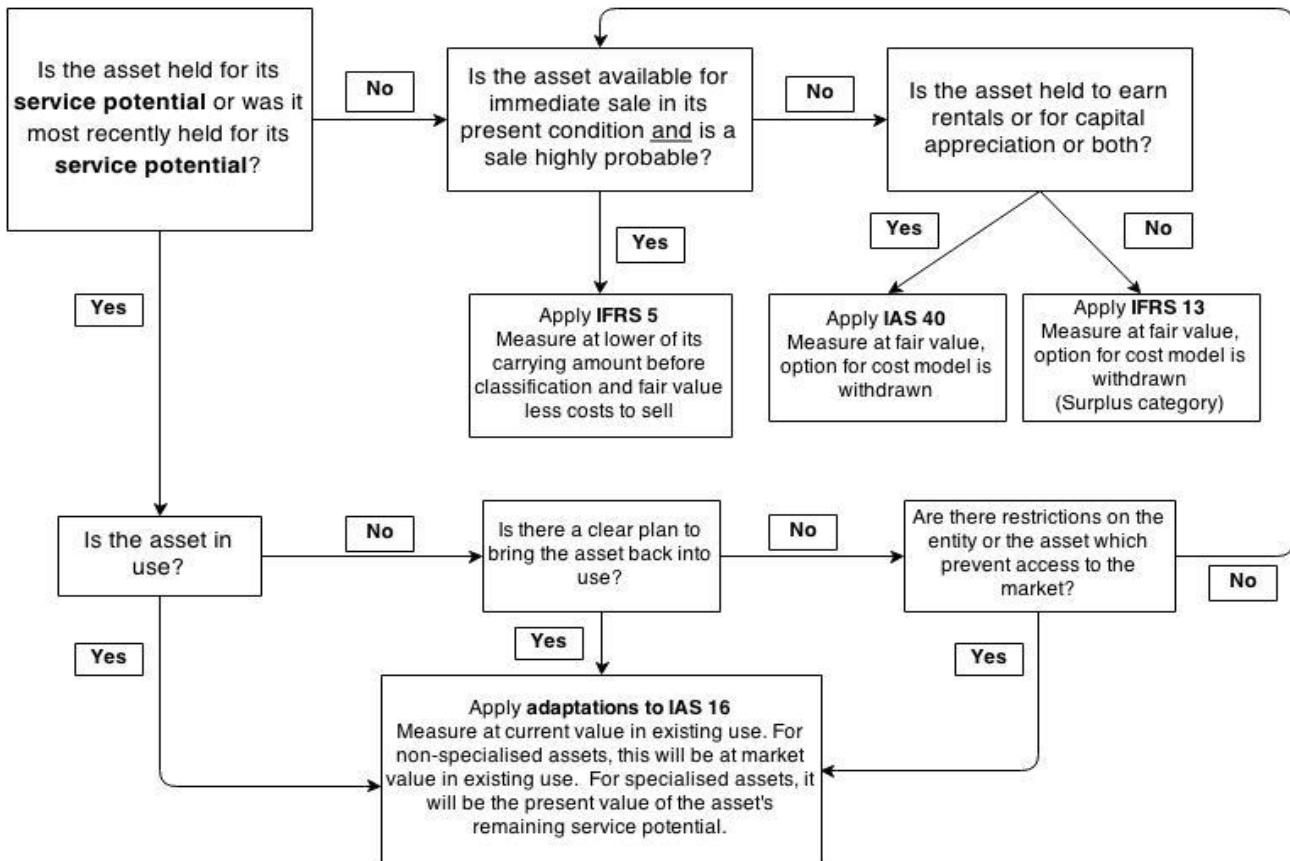 Is the asset held for its
service potential or was it
most recently held for its
service potential?
No
Is the asset available for
immediate sale in its
present condition and is a
sale highly probable?
No
Is the asset held to earn
rentals or for capital
appreciation or both?
Yes
Yes
No
Yes
Apply IFRS 5
Measure at lower of its
carrying amount before
classification and fair value
less costs to sell
Apply IAS 40
Measure at fair value,
option for cost model is
withdrawn
Apply IFRS 13
Measure at fair value,
option for cost model is
withdrawn
(Surplus category)
Is the asset in
use?
No
Is there a clear plan to
bring the asset back into
use?
No
Are there restrictions on the
entity or the asset which
prevent access to the
market?
No
Yes
Yes
Yes
Apply adaptations to IAS 16
Measure at current value in existing use. For
non-specialised assets, this will be at market
value in existing use. For specialised assets, it
will be the present value of the asset's
remaining service potential.